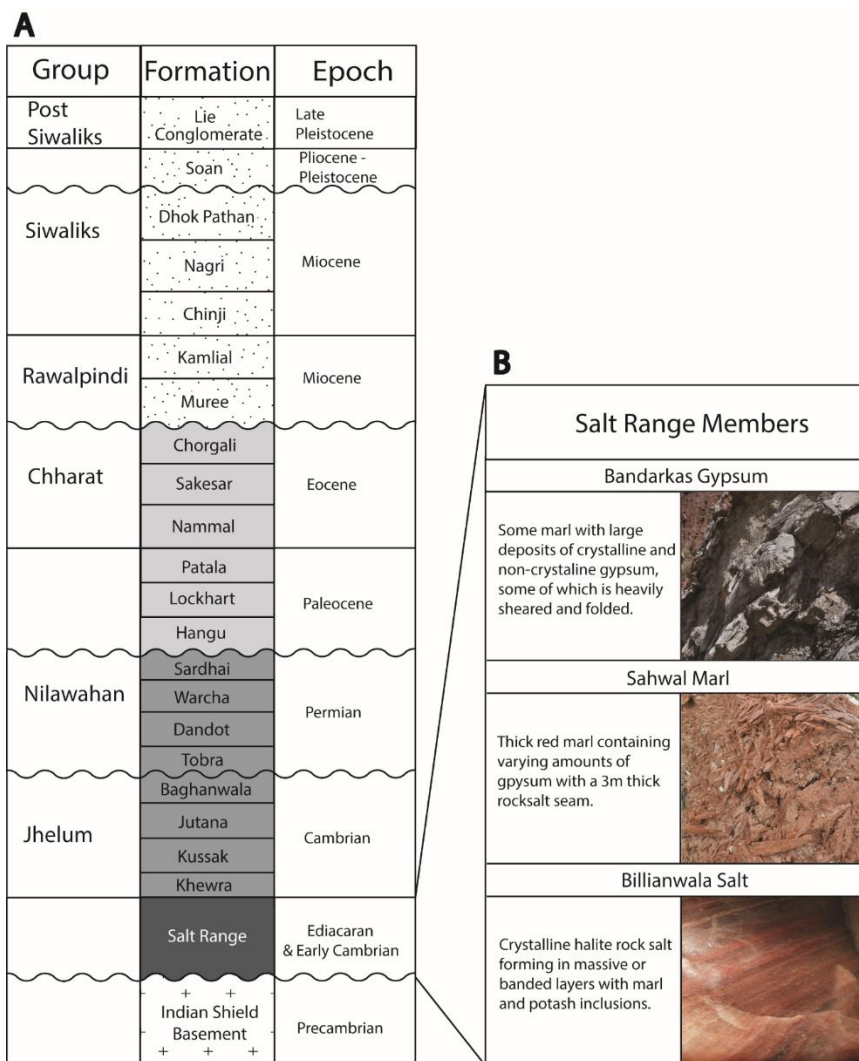 A
Group Formation Epoch
Post
Siwaliks
Lie
Conglomerate
Late
Pleistocene
Soan
Pliocene -
Pleistocene
Siwaliks
Dhok Pathan
Nagri
Chinji
Miocene
Rawalpindi
Kamlial
Muree
Miocene
Chharat
Chorgali
Sakesar
Nammal
Eocene
Patala
Lockhart
Hangu
Paleocene
Nilawahan
Sardhai
Warcha
Dandot
Tobra
Permian
Jhelum
Baghanwala
Jutana
Kussak
Khewra
Cambrian
Salt Range
Ediacaran
& Early Cambrian
Indian Shield
Basement
Precambrian
B
Salt Range Members
Bandarkas Gypsum
Some marl with large
deposits of crystalline and
non-crystaline gypsum,
some of which is heavily
sheared and folded.
Sahwal Marl
Thick red marl containing
varying amounts of
gpysum with a 3m thick
rocksalt seam.
Billianwala Salt
Crystalline halite rock salt
forming in massive or
banded layers with marl
and potash inclusions.